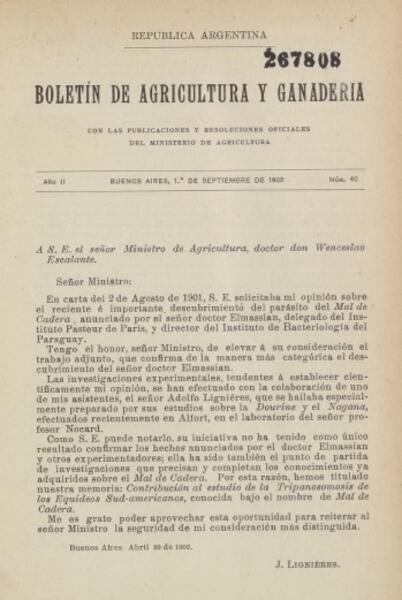 REPUBLICA ARGENTINA
267808
BOLETÍN DE AGRICULTURA Y GANADERIA
CON LAS PUBLICACIONES Y RESOLUCIONES OFICIALES
DEL MINISTERIO DE AGRICULTURA
Año II BUENOS AIRES, 1.º DE SEPTIEMBRE DE 1902 Núm. 40
A S. E. el señor Ministro de Agricultura, doctor don Wenceslao
Escalante.
Señor Ministro:
En carta del 2 de Agosto de 1901, S. E. solicitaba mi opinión sobre
el reciente é importante descubrimiento del parásito del Mal de
Cadera anunciado por el señor doctor Elmassian, delegado del Ins-
tituto Pasteur de Paris, y director del Instituto de Bacteriología del
Paraguay.
Tengo el honor, señor Ministro, de elevar á su consideración el
trabajo adjunto, que confirma de la manera más categórica el des-
cubrimiento del señor doctor Elmassian.
Las investigaciones experimentales, tendentes á establecer cien-
tíficamente mi opinión, se han efectuado con la colaboración de uno
de mis asistentes, el señor Adolfo Lignières, que se hallaba especial-
mente preparado por sus estudios sobre la Dourine y el Nagana,
efectuados recientemente en Alfort, en el laboratorio del señor pro-
fesor Nocard.
Como S. E. puede notarlo, su iniciativa no ha tenido como único
resultado confirmar los hechos anunciados por el doctor Elmassian
y otros experimentadores; ella ha sido también el punto de partida
de investigaciones que precisan y completan los conocimientos ya
adquiridos sobre el Mal de Cadera. Por esta razón, hemos titulado
nuestra memoria: Contribución al estudio de la Tripanosomosis de
los Equideos Sud-americanos, conocida bajo el nombre de Mal de
Cadera.
Me es grato poder aprovechar esta oportunidad para reiterar al
señor Ministro la seguridad de mi consideración más distinguida.
Buenos Aires Abril 29 de 1902.
J. LIGNIÈRES.